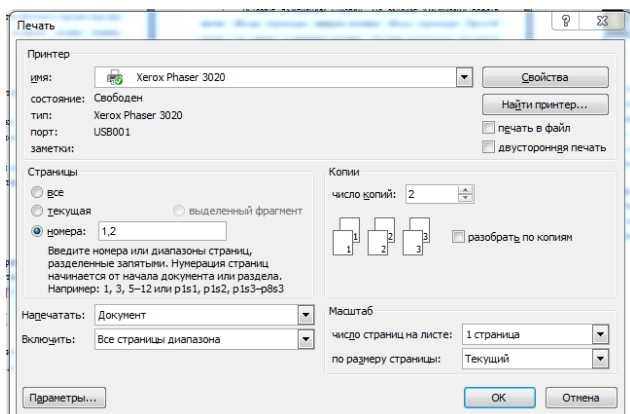 Печать
Принтер
имя: Xerox Phaser 3020
Свойства
состояние: Свободен
Найти принтер...
тип: Xerox Phaser 3020
порт: USB001
печать в файл
заметки:
двусторонняя печать
Страницы
все
текущая
выделенный фрагмент
номера: 1,2
Введите номера или диапазоны страниц,
разделенные запятыми. Нумерация страниц
начинается от начала документа или раздела.
Например: 1, 3, 5–12 или p1s1, p1s2, p1s3–p8s3
Копии
число копий: 2
1 1 2 2 3 3
разобрать по копиям
Напечатать: Документ
Включить: Все страницы диапазона
Масштаб
число страниц на листе: 1 страница
по размеру страницы: Текущий
Параметры...
ОК
Отмена